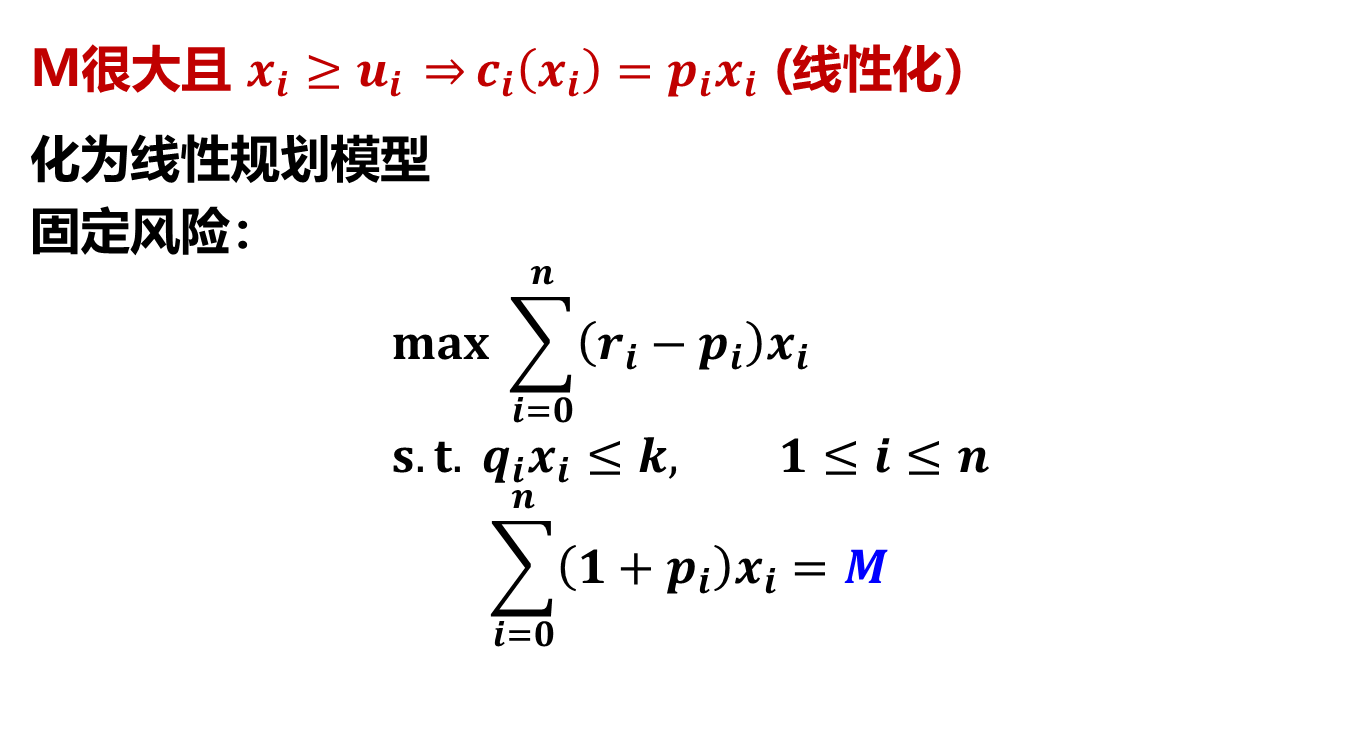 M很大且 xᵢ ≥ uᵢ ⇒ cᵢ(xᵢ) = pᵢxᵢ (线性化)
化为线性规划模型
固定风险：
max ∑_{i=0}^{n} (rᵢ − pᵢ)xᵢ
s.t. qᵢxᵢ ≤ k, 1 ≤ i ≤ n
∑_{i=0}^{n} (1 + pᵢ)xᵢ = M